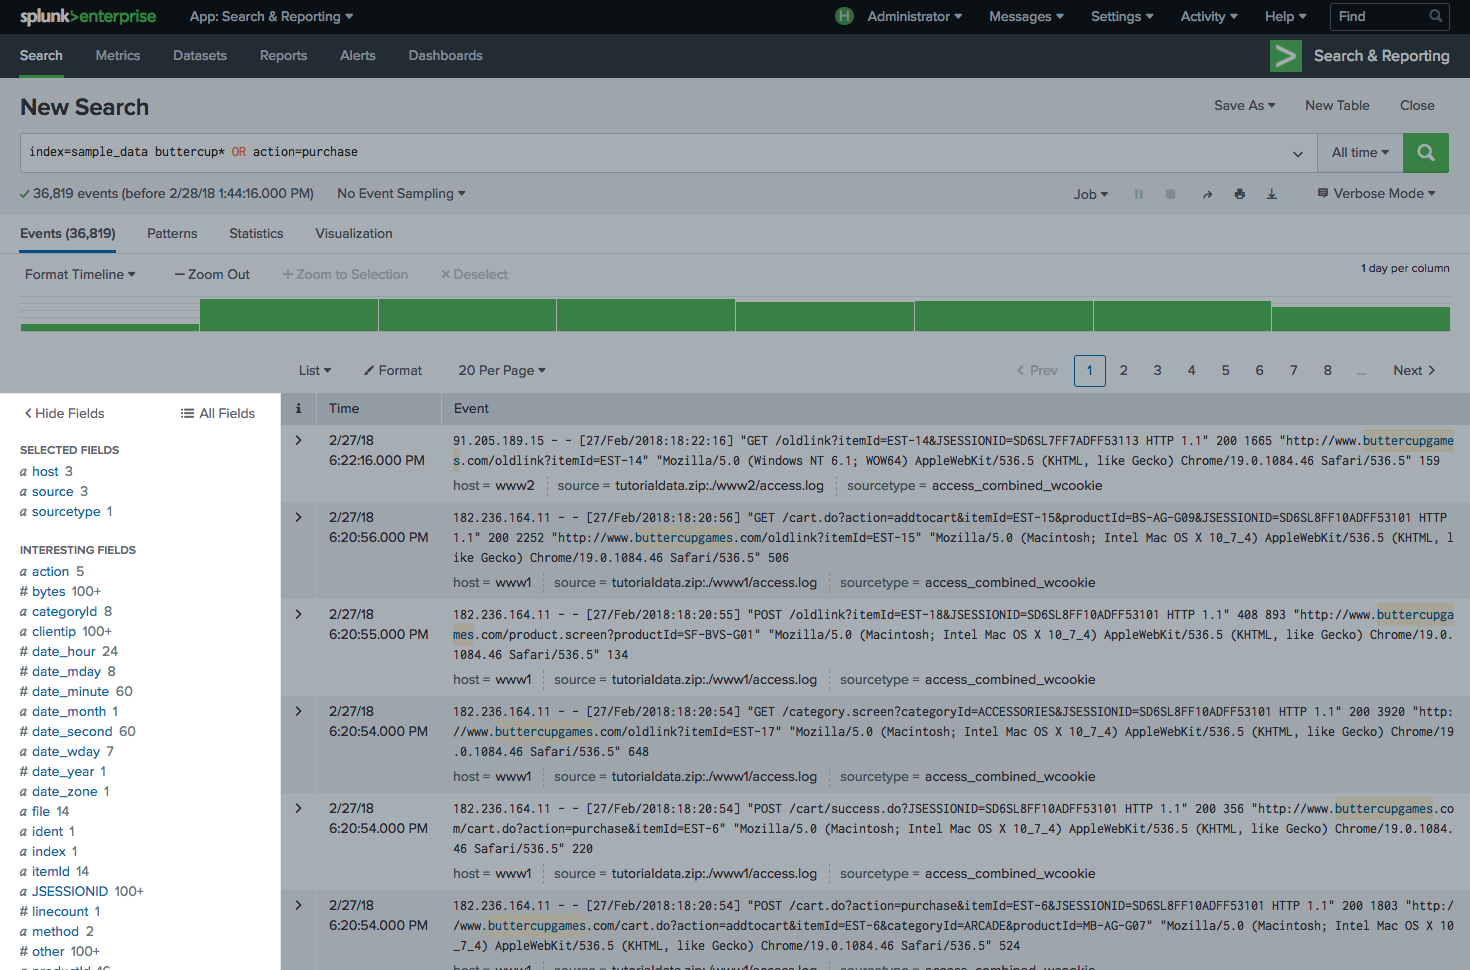 splunk>enterprise App: Search & Reporting H Administrator Messages Settings Activity Help Find
Search Metrics Datasets Reports Alerts Dashboards > Search & Reporting
New Search Save As New Table Close
index=sample_data buttercup* OR action=purchase All time
36,819 events (before 2/28/18 1:44:16.000 PM) No Event Sampling Job Verbose Mode
Events (36,819) Patterns Statistics Visualization
Format Timeline — Zoom Out + Zoom to Selection × Deselect 1 day per column
List Format 20 Per Page < Prev 1 2 3 4 5 6 7 8 ... Next >
< Hide Fields All Fields
SELECTED FIELDS
a host 3
a source 3
a sourcetype 1
INTERESTING FIELDS
a action 5
# bytes 100+
a categoryId 8
a clientip 100+
# date_hour 24
# date_mday 8
# date_minute 60
a date_month 1
# date_second 60
a date_wday 7
# date_year 1
a date_zone 1
a file 14
a ident 1
a index 1
a itemId 14
a JSESSIONID 100+
# linecount 1
a method 2
# other 100+
i Time Event
> 2/27/18 91.205.189.15 - - [27/Feb/2018:18:22:16] "GET /oldlink?itemId=EST-14&JSESSIONID=SD6SL7FF7ADFF53113 HTTP 1.1" 200 1665 "http://www.buttercupgame
6:22:16.000 PM s.com/oldlink?itemId=EST-14" "Mozilla/5.0 (Windows NT 6.1; WOW64) AppleWebKit/536.5 (KHTML, like Gecko) Chrome/19.0.1084.46 Safari/536.5" 159
host = www2 source = tutorialdata.zip:./www2/access.log sourcetype = access_combined_wcookie
> 2/27/18 182.236.164.11 - - [27/Feb/2018:18:20:56] "GET /cart.do?action=addtocart&itemId=EST-15&productId=BS-AG-G09&JSESSIONID=SD6SL8FF10ADFF53101 HTTP
6:20:56.000 PM 1.1" 200 2252 "http://www.buttercupgames.com/oldlink?itemId=EST-15" "Mozilla/5.0 (Macintosh; Intel Mac OS X 10_7_4) AppleWebKit/536.5 (KHTML, l
ike Gecko) Chrome/19.0.1084.46 Safari/536.5" 506
host = www1 source = tutorialdata.zip:./www1/access.log sourcetype = access_combined_wcookie
> 2/27/18 182.236.164.11 - - [27/Feb/2018:18:20:55] "POST /oldlink?itemId=EST-18&JSESSIONID=SD6SL8FF10ADFF53101 HTTP 1.1" 408 893 "http://www.buttercupga
6:20:55.000 PM mes.com/product.screen?productId=SF-BVS-G01" "Mozilla/5.0 (Macintosh; Intel Mac OS X 10_7_4) AppleWebKit/536.5 (KHTML, like Gecko) Chrome/19.0.
1084.46 Safari/536.5" 134
host = www1 source = tutorialdata.zip:./www1/access.log sourcetype = access_combined_wcookie
> 2/27/18 182.236.164.11 - - [27/Feb/2018:18:20:54] "GET /category.screen?categoryId=ACCESSORIES&JSESSIONID=SD6SL8FF10ADFF53101 HTTP 1.1" 200 3920 "http:
6:20:54.000 PM //www.buttercupgames.com/oldlink?itemId=EST-17" "Mozilla/5.0 (Macintosh; Intel Mac OS X 10_7_4) AppleWebKit/536.5 (KHTML, like Gecko) Chrome/19
.0.1084.46 Safari/536.5" 648
host = www1 source = tutorialdata.zip:./www1/access.log sourcetype = access_combined_wcookie
> 2/27/18 182.236.164.11 - - [27/Feb/2018:18:20:54] "POST /cart/success.do?JSESSIONID=SD6SL8FF10ADFF53101 HTTP 1.1" 200 356 "http://www.buttercupgames.co
6:20:54.000 PM m/cart.do?action=purchase&itemId=EST-6" "Mozilla/5.0 (Macintosh; Intel Mac OS X 10_7_4) AppleWebKit/536.5 (KHTML, like Gecko) Chrome/19.0.1084.
46 Safari/536.5" 220
host = www1 source = tutorialdata.zip:./www1/access.log sourcetype = access_combined_wcookie
> 2/27/18 182.236.164.11 - - [27/Feb/2018:18:20:54] "POST /cart.do?action=purchase&itemId=EST-6&JSESSIONID=SD6SL8FF10ADFF53101 HTTP 1.1" 200 1803 "http:/
6:20:54.000 PM /www.buttercupgames.com/cart.do?action=addtocart&itemId=EST-6&categoryId=ARCADE&productId=MB-AG-G07" "Mozilla/5.0 (Macintosh; Intel Mac OS X 10
_7_4) AppleWebKit/536.5 (KHTML, like Gecko) Chrome/19.0.1084.46 Safari/536.5" 524